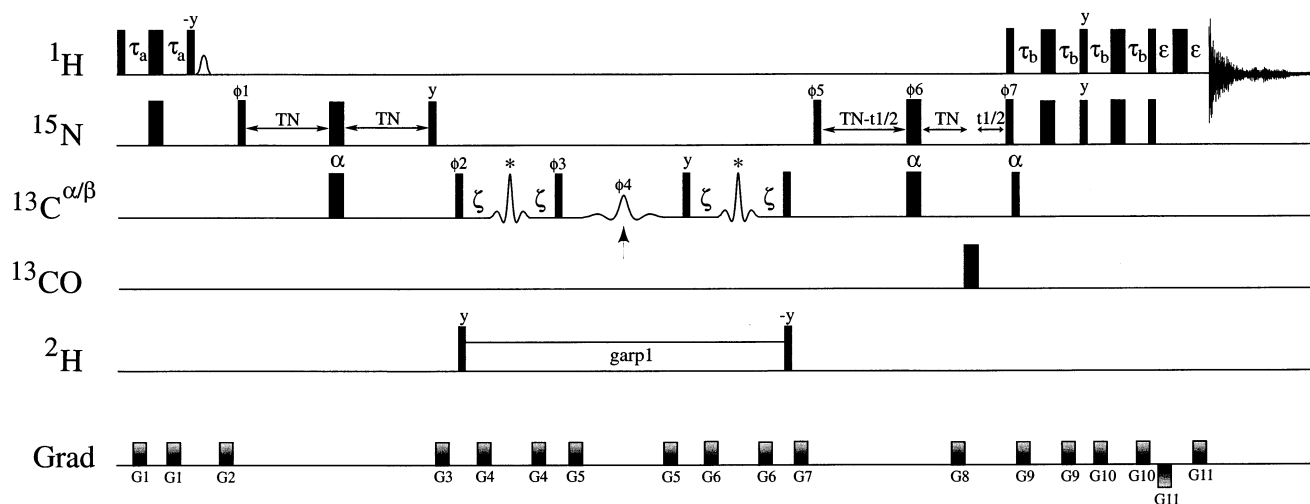 -y y
¹H τa τa τb τb τb τb ε ε
ϕ1 y ϕ5 ϕ6 ϕ7 y
¹⁵N TN TN TN-t1/2 TN t1/2
α ϕ2 * ϕ3 ϕ4 y * α α
¹³Cα/β ζ ζ ζ ζ
¹³CO
y -y
²H garp1
Grad
G1 G1 G2 G3 G4 G4 G5 G5 G6 G6 G7 G8 G9 G9 G10 G10 G11
G11